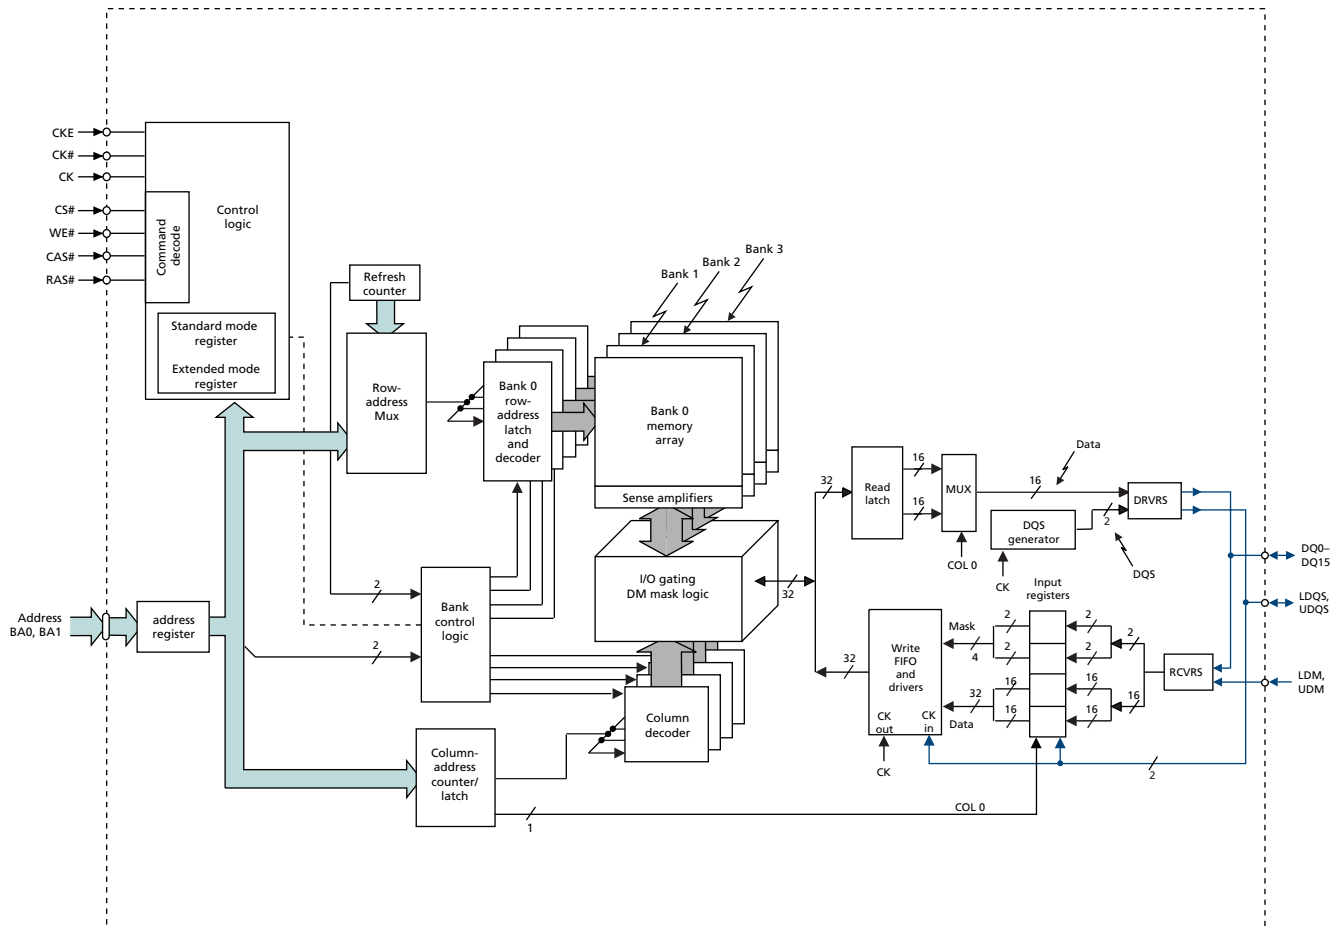 CKE
CK#
CK
CS#
WE#
CAS#
RAS#
Command
decode
Control
logic
Standard mode
register
Extended mode
register
Refresh
counter
Row-
address
Mux
Bank 0
row-
address
latch
and
decoder
Bank 1
Bank 2
Bank 3
Bank 0
memory
array
Sense amplifiers
I/O gating
DM mask logic
Address
BA0, BA1
address
register
2
2
Bank
control
logic
Column
decoder
Column-
address
counter/
latch
1
COL 0
32
32
32
Read
latch
16
16
MUX
COL 0
16
Data
DQS
generator
CK
2
DQS
DRVRS
DQ0–
DQ15
LDQS,
UDQS
LDM,
UDM
Input
registers
Write
FIFO
and
drivers
CK
out
CK
in
CK
Mask
4
32
Data
2
2
16
16
2
2
16
16
2
16
RCVRS
2